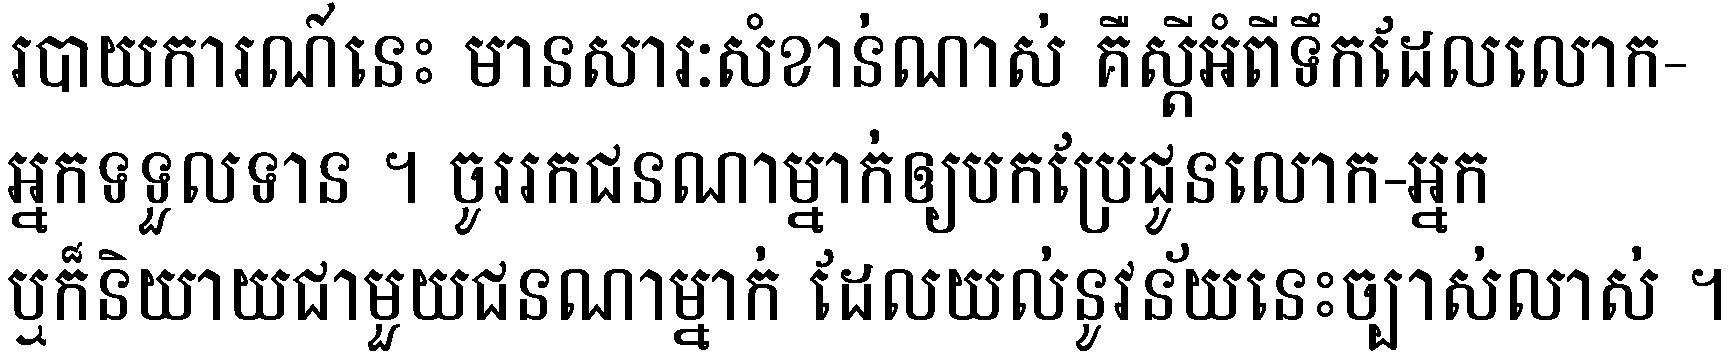 របាយការណ៍នេះ មានសារៈសំខាន់ណាស់ គឺស្ដីអំពីទឹកដែលលោក-
អ្នកទទួលទាន ។ ចូររកជនណាម្នាក់ឲ្យបកប្រែជូនលោក-អ្នក
ឬក៏និយាយជាមួយជនណាម្នាក់ ដែលយល់នូវន័យនេះច្បាស់លាស់ ។